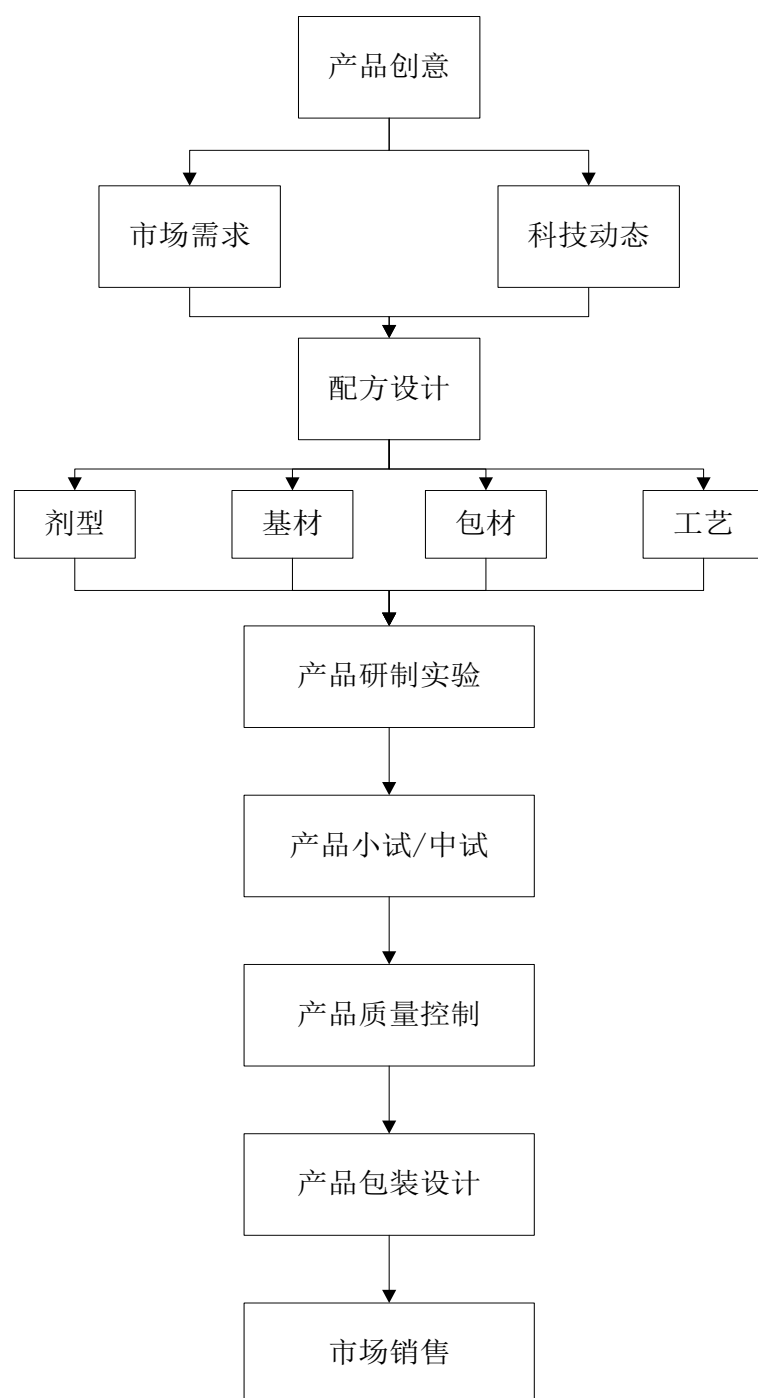 产品创意
市场需求
科技动态
配方设计
剂型
基材
包材
工艺
产品研制实验
产品小试/中试
产品质量控制
产品包装设计
市场销售